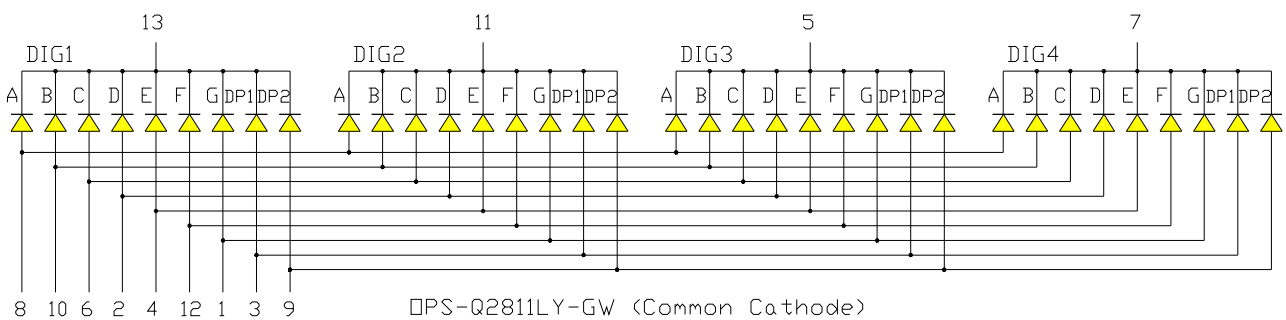 13 11 5 7
DIG1 DIG2 DIG3 DIG4
A B C D E F G DP1 DP2 A B C D E F G DP1 DP2 A B C D E F G DP1 DP2 A B C D E F G DP1 DP2
8 10 6 2 4 12 1 3 9
OPS-Q2811LY-GW (Common Cathode)